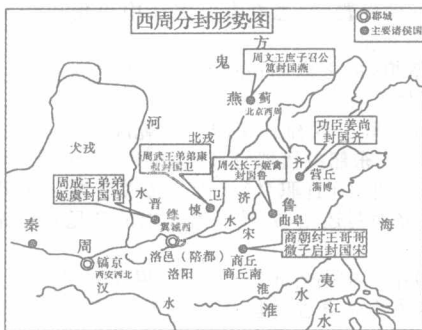 西周分封形势图
都城
主要诸侯国
方
鬼
周文王庶子召公
奭封国燕
燕
蓟
北京西南
河
北戎
犬戎
功臣姜尚
封国齐
齐
营丘
淄博
周武王弟弟康
叔封国卫
周公长子姬禽
封国鲁
周成王弟弟
姬虞封国晋
水
晋
卫
济
水
鲁
曲阜
翼城西
秦
周
洛邑（陪都）
洛阳
宋
商丘
商丘南
商朝纣王哥哥
微子启封国宋
海
镐京
西安西北
汉
水
淮
水
淮
夷
水
江
水